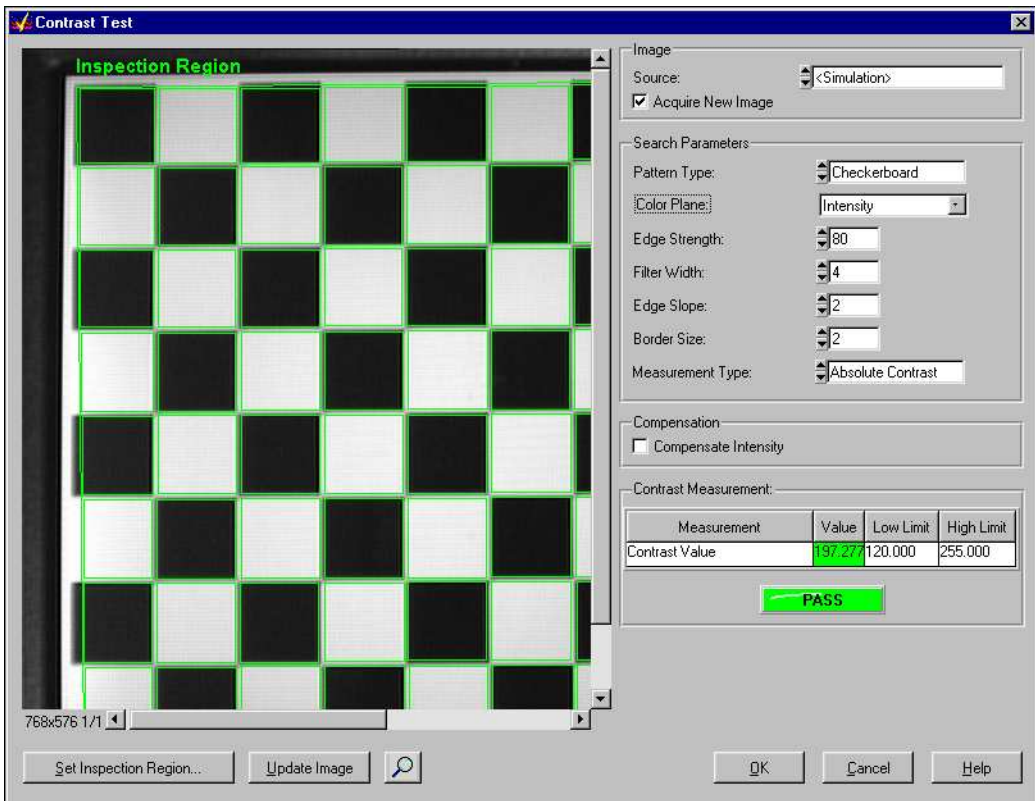 Contrast Test
Inspection Region
768x576 1/1
Set Inspection Region...
Update Image
Image
Source:
<Simulation>
Acquire New Image
Search Parameters
Pattern Type:
Checkerboard
Color Plane:
Intensity
Edge Strength:
80
Filter Width:
4
Edge Slope:
2
Border Size:
2
Measurement Type:
Absolute Contrast
Compensation
Compensate Intensity
Contrast Measurement:
Measurement Value Low Limit High Limit
Contrast Value 197.277 120.000 255.000
PASS
OK
Cancel
Help